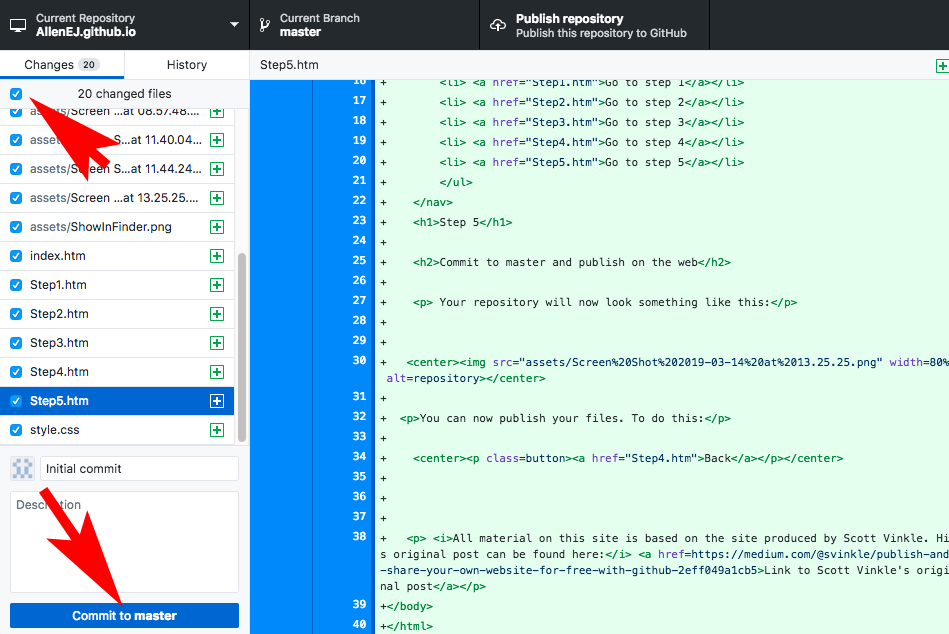 Current Repository
AllenEJ.github.io
Current Branch
master
Publish repository
Publish this repository to GitHub
Changes 20
History
Step5.htm
20 changed files
assets/Screen ...at 08.57.48....
assets/Screen S...at 11.40.04...
assets/Screen S...at 11.44.24...
assets/Screen ...at 13.25.25....
assets/ShowInFinder.png
index.htm
Step1.htm
Step2.htm
Step3.htm
Step4.htm
Step5.htm
style.css
Initial commit
Description
Commit to master
16 + <li> <a href="Step1.htm">Go to step 1</a></li>
17 + <li> <a href="Step2.htm">Go to step 2</a></li>
18 + <li> <a href="Step3.htm">Go to step 3</a></li>
19 + <li> <a href="Step4.htm">Go to step 4</a></li>
20 + <li> <a href="Step5.htm">Go to step 5</a></li>
21 + </ul>
22 + </nav>
23 + <h1>Step 5</h1>
24 +
25 + <h2>Commit to master and publish on the web</h2>
26 +
27 + <p> Your repository will now look something like this:</p>
28 +
29 +
30 + <center><img src="assets/Screen%20Shot%202019-03-14%20at%2013.25.25.png" width=80%
alt=repository></center>
31 +
32 + <p>You can now publish your files. To do this:</p>
33 +
34 + <center><p class=button><a href="Step4.htm">Back</a></p></center>
35 +
36 +
37 +
38 + <p> <i>All material on this site is based on the site produced by Scott Vinkle. Hi
s original post can be found here:</i> <a href=https://medium.com/@svinkle/publish-and
-share-your-own-website-for-free-with-github-2eff049a1cb5>Link to Scott Vinkle's origi
nal post</a></p>
39 +</body>
40 +</html>